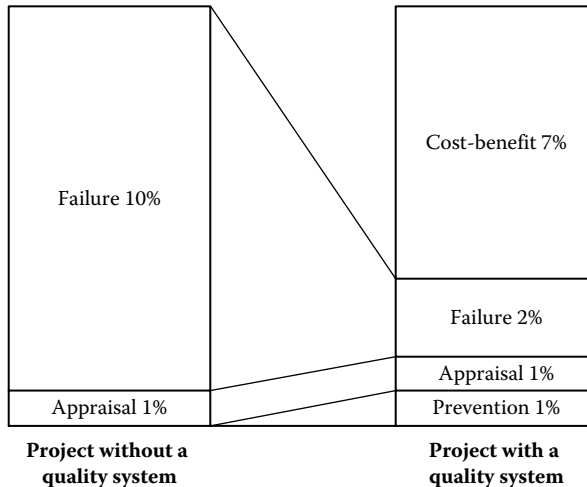 Failure 10%
Appraisal 1%
Project without a
quality system
Cost-benefit 7%
Failure 2%
Appraisal 1%
Prevention 1%
Project with a
quality system